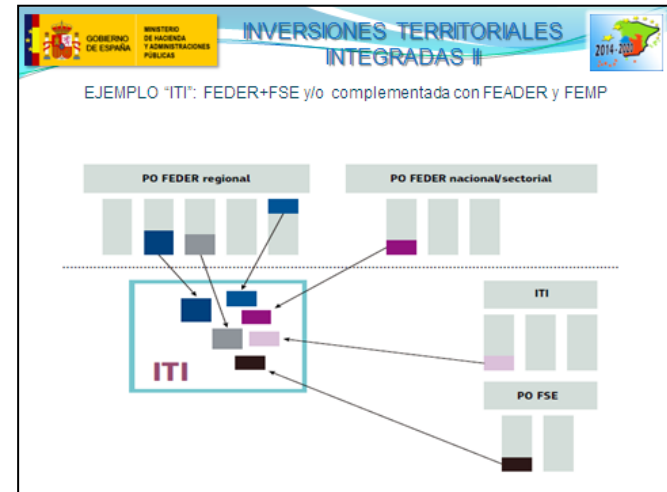 GOBIERNO
DE ESPAÑA
MINISTERIO
DE HACIENDA
Y ADMINISTRACIONES
PÚBLICAS
INVERSIONES TERRITORIALES
INTEGRADAS II
2014-2020
EJEMPLO "ITI": FEDER+FSE y/o complementada con FEADER y FEMP
PO FEDER regional
PO FEDER nacional/sectorial
ITI
ITI
PO FSE